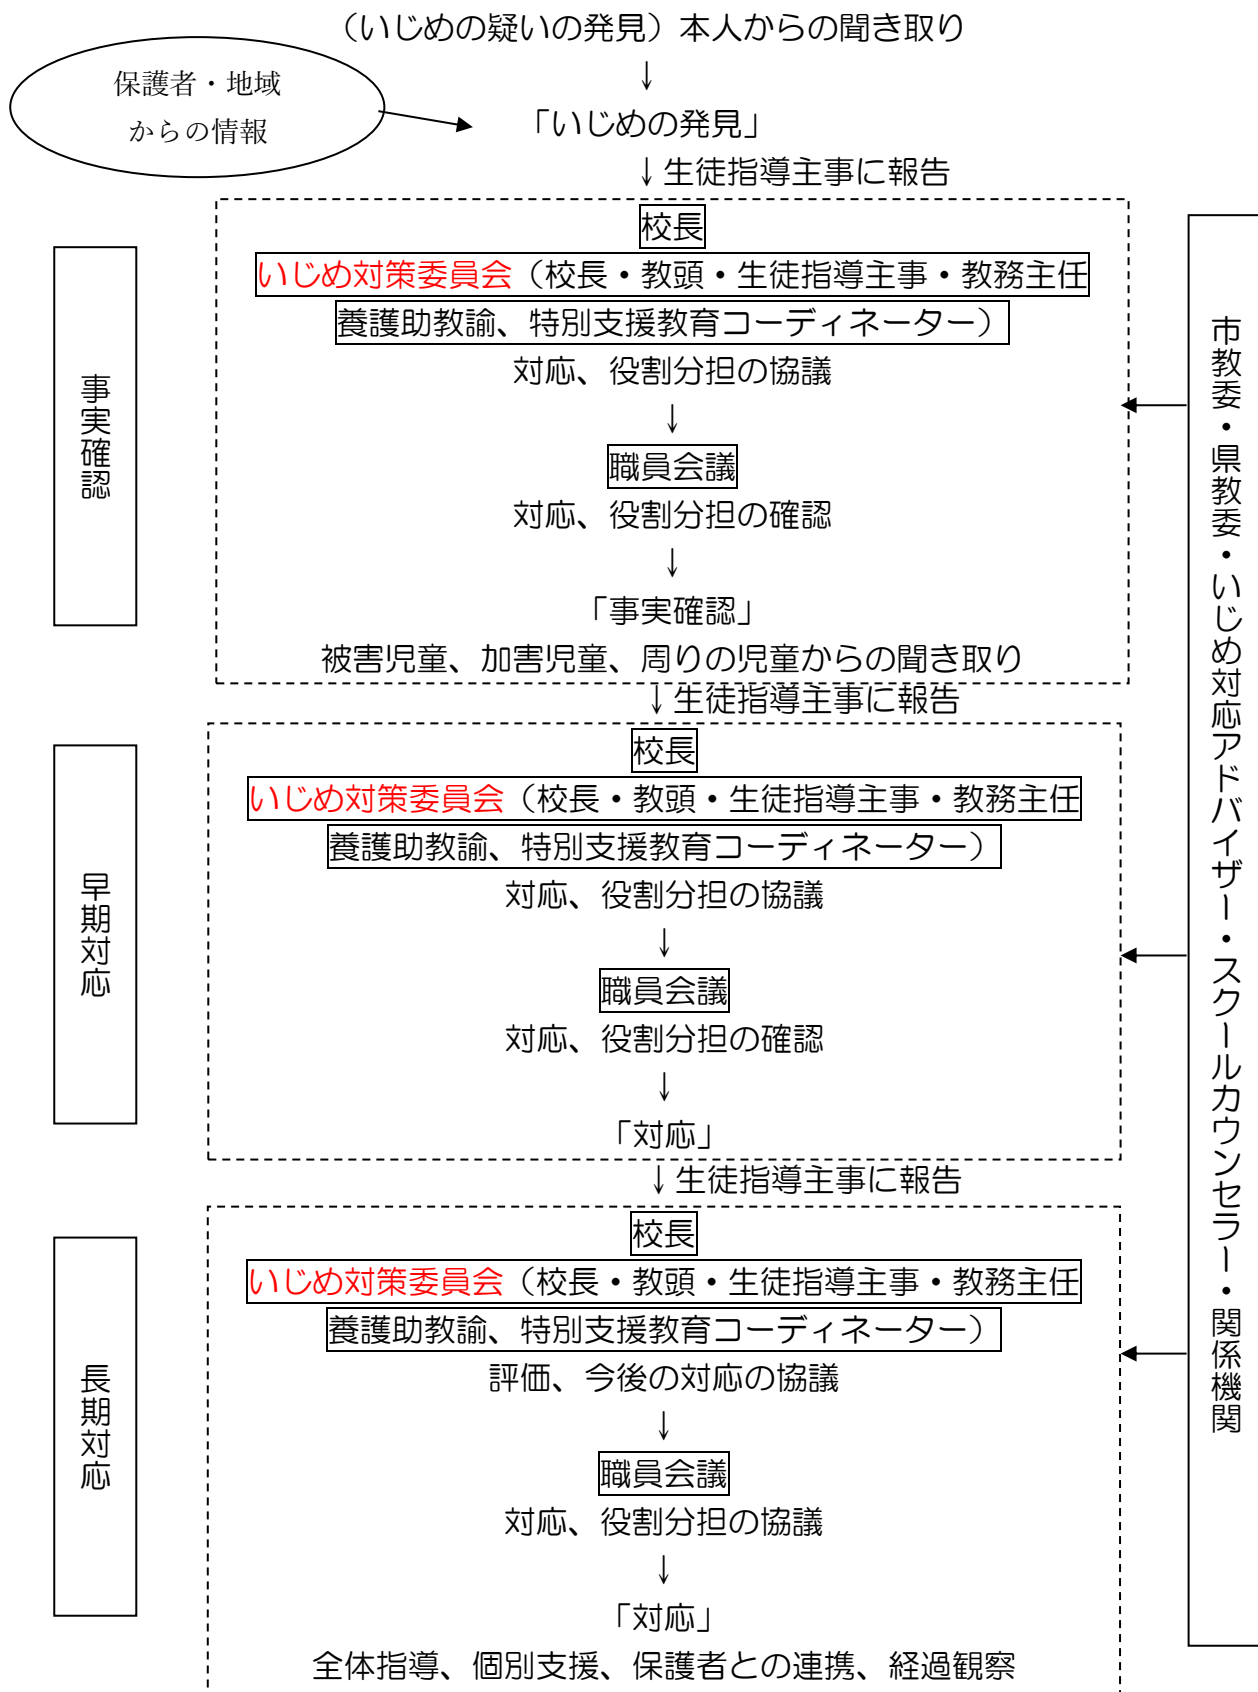 （いじめの疑いの発見）本人からの聞き取り
↓
保護者・地域
からの情報
「いじめの発見」
↓生徒指導主事に報告
事実確認
校長
いじめ対策委員会（校長・教頭・生徒指導主事・教務主任
養護助教諭、特別支援教育コーディネーター）
対応、役割分担の協議
↓
職員会議
対応、役割分担の確認
↓
「事実確認」
被害児童、加害児童、周りの児童からの聞き取り
↓生徒指導主事に報告
早期対応
校長
いじめ対策委員会（校長・教頭・生徒指導主事・教務主任
養護助教諭、特別支援教育コーディネーター）
対応、役割分担の協議
↓
職員会議
対応、役割分担の確認
↓
「対応」
↓生徒指導主事に報告
長期対応
校長
いじめ対策委員会（校長・教頭・生徒指導主事・教務主任
養護助教諭、特別支援教育コーディネーター）
評価、今後の対応の協議
↓
職員会議
対応、役割分担の協議
↓
「対応」
全体指導、個別支援、保護者との連携、経過観察
市教委・県教委・いじめ対応アドバイザー・スクールカウンセラー・関係機関